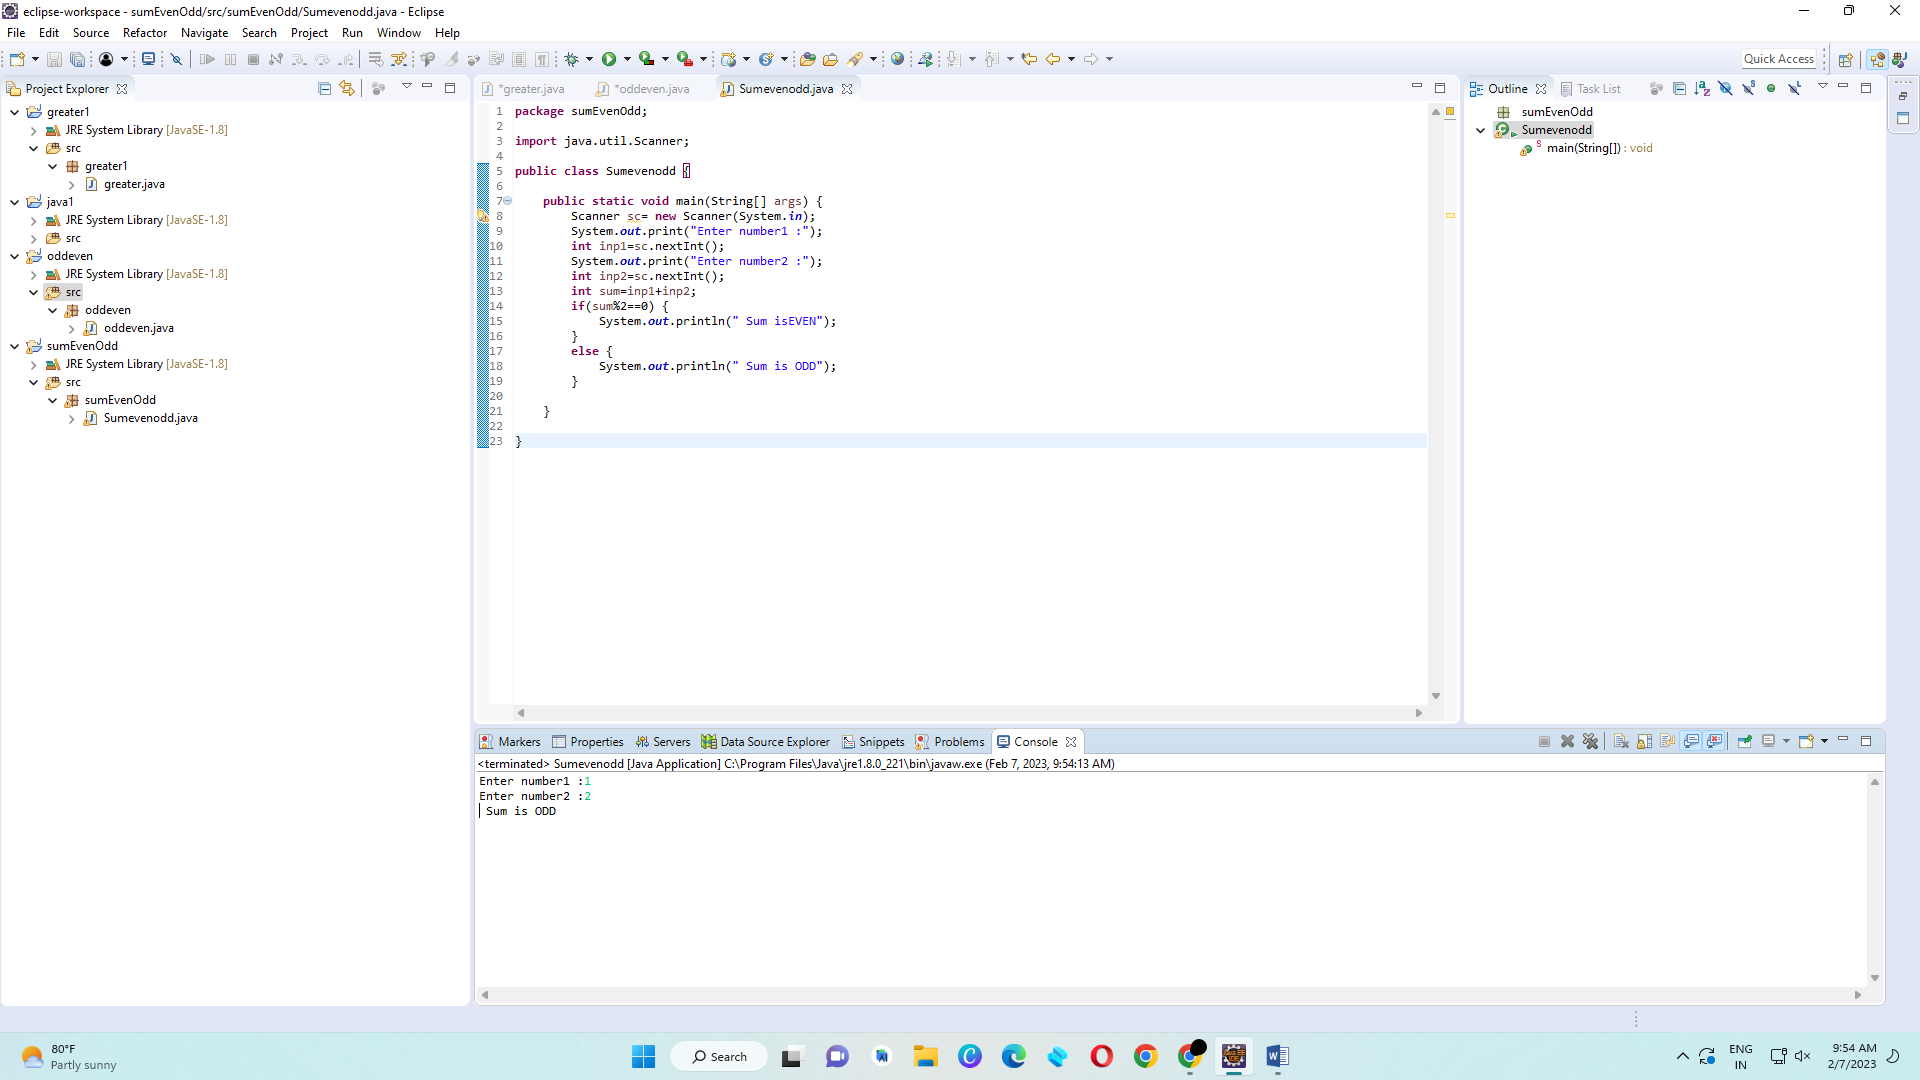 eclipse-workspace - sumEvenOdd/src/sumEvenOdd/Sumevenodd.java - Eclipse
File Edit Source Refactor Navigate Search Project Run Window Help
Quick Access
Project Explorer
greater1
JRE System Library [JavaSE-1.8]
src
greater1
greater.java
java1
JRE System Library [JavaSE-1.8]
src
oddeven
JRE System Library [JavaSE-1.8]
src
oddeven
oddeven.java
sumEvenOdd
JRE System Library [JavaSE-1.8]
src
sumEvenOdd
Sumevenodd.java
*greater.java *oddeven.java Sumevenodd.java
1 package sumEvenOdd;
2
3 import java.util.Scanner;
4
5 public class Sumevenodd {
6
7 public static void main(String[] args) {
8 Scanner sc= new Scanner(System.in);
9 System.out.print("Enter number1 :");
10 int inp1=sc.nextInt();
11 System.out.print("Enter number2 :");
12 int inp2=sc.nextInt();
13 int sum=inp1+inp2;
14 if(sum%2==0) {
15 System.out.println(" Sum isEVEN");
16 }
17 else {
18 System.out.println(" Sum is ODD");
19 }
20
21 }
22
23 }
Outline Task List
sumEvenOdd
Sumevenodd
main(String[]) : void
Markers Properties Servers Data Source Explorer Snippets Problems Console
<terminated> Sumevenodd [Java Application] C:\Program Files\Java\jre1.8.0_221\bin\javaw.exe (Feb 7, 2023, 9:54:13 AM)
Enter number1 :1
Enter number2 :2
Sum is ODD
80°F
Partly sunny
Search
ENG
IN
9:54 AM
2/7/2023